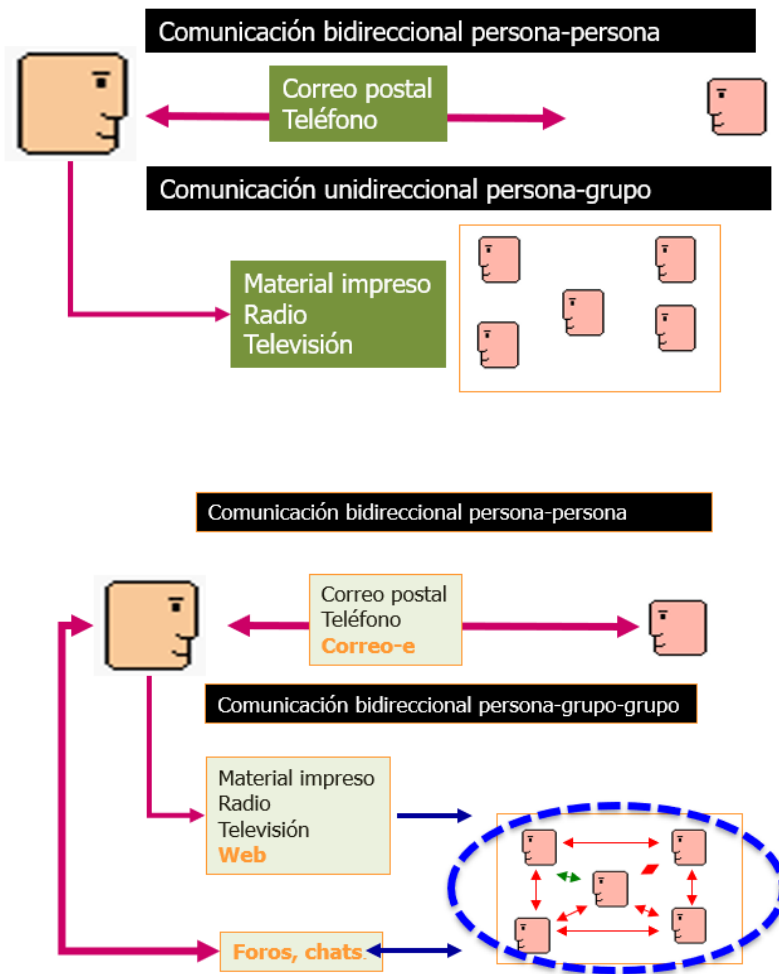 Comunicación bidireccional persona-persona
Correo postal
Teléfono
Comunicación unidireccional persona-grupo
Material impreso
Radio
Televisión
Comunicación bidireccional persona-persona
Correo postal
Teléfono
Correo-e
Comunicación bidireccional persona-grupo-grupo
Material impreso
Radio
Televisión
Web
Foros, chats.